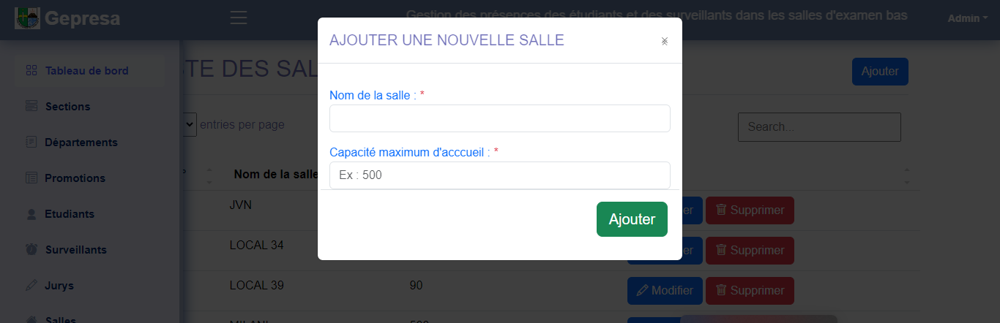 Gepresa
Gestion des présences des étudiants et des surveillants dans les salles d'examen bas
Admin
AJOUTER UNE NOUVELLE SALLE
×
Tableau de bord
TE DES SAL
Ajouter
Sections
entries per page
Search...
Nom de la salle : *
Départements
Capacité maximum d'acccueil : *
Ex : 500
Promotions
Nom de la salle
Etudiants
JVN
er
Supprimer
Ajouter
Surveillants
LOCAL 34
er
Supprimer
Jurys
LOCAL 39
90
Modifier
Supprimer
Salles